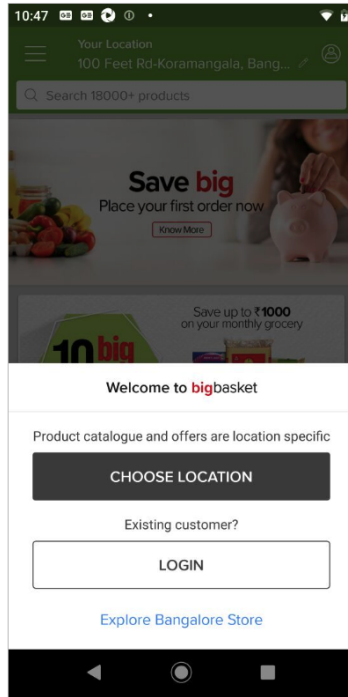 10:47
Your Location
100 Feet Rd-Koramangala, Bang...
Search 18000+ products
Save big
Place your first order now
Know More
Save up to ₹1000
on your monthly grocery
10 big
Welcome to bigbasket
Product catalogue and offers are location specific
CHOOSE LOCATION
Existing customer?
LOGIN
Explore Bangalore Store